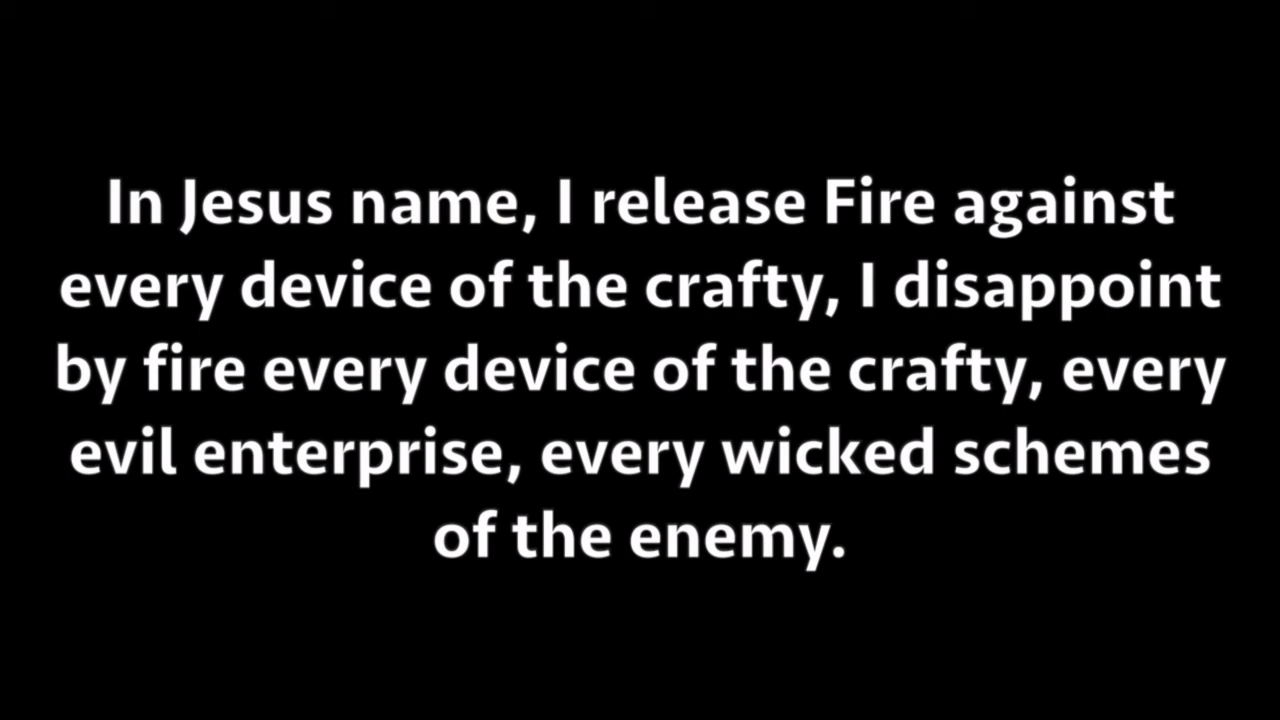 In Jesus name, I release Fire against
every device of the crafty, I disappoint
by fire every device of the crafty, every
evil enterprise, every wicked schemes
of the enemy.